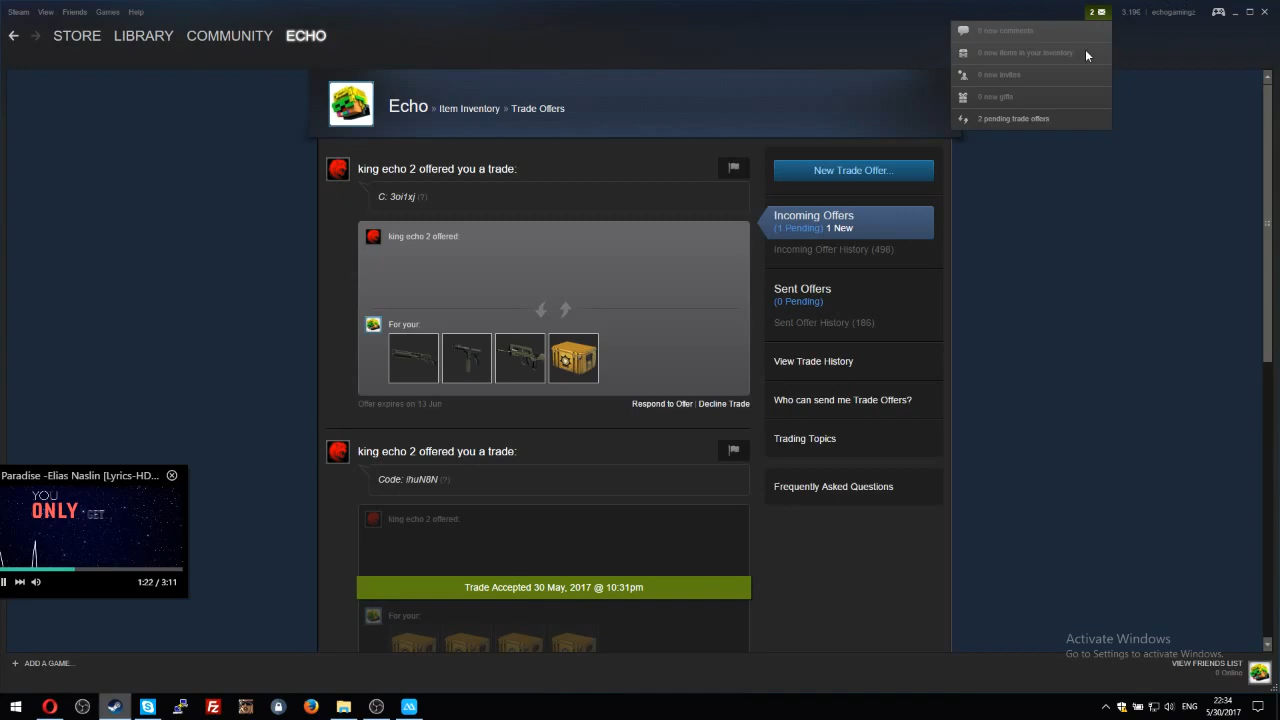 Steam View Friends Games Help
2 3.19€ echogamingz
STORE LIBRARY COMMUNITY ECHO
0 new items in your inventory
0 new invites
0 new gifts
2 pending trade offers
Echo » Item Inventory » Trade Offers
king echo 2 offered you a trade:
C: 3oi1xj (?)
king echo 2 offered:
For your:
Offer expires on 13 Jun
Respond to Offer | Decline Trade
king echo 2 offered you a trade:
Code: !huN8N (?)
king echo 2 offered:
Trade Accepted 30 May, 2017 @ 10:31pm
For your:
New Trade Offer...
Incoming Offers
(1 Pending) 1 New
Incoming Offer History (498)
Sent Offers
(0 Pending)
Sent Offer History (186)
View Trade History
Who can send me Trade Offers?
Trading Topics
Frequently Asked Questions
Paradise -Elias Naslin [Lyrics-HD...
YOU
ONLY GET
1:22 / 3:11
Activate Windows
Go to Settings to activate Windows.
ADD A GAME...
VIEW FRIENDS LIST
0 Online
ENG
22:34
5/30/2017